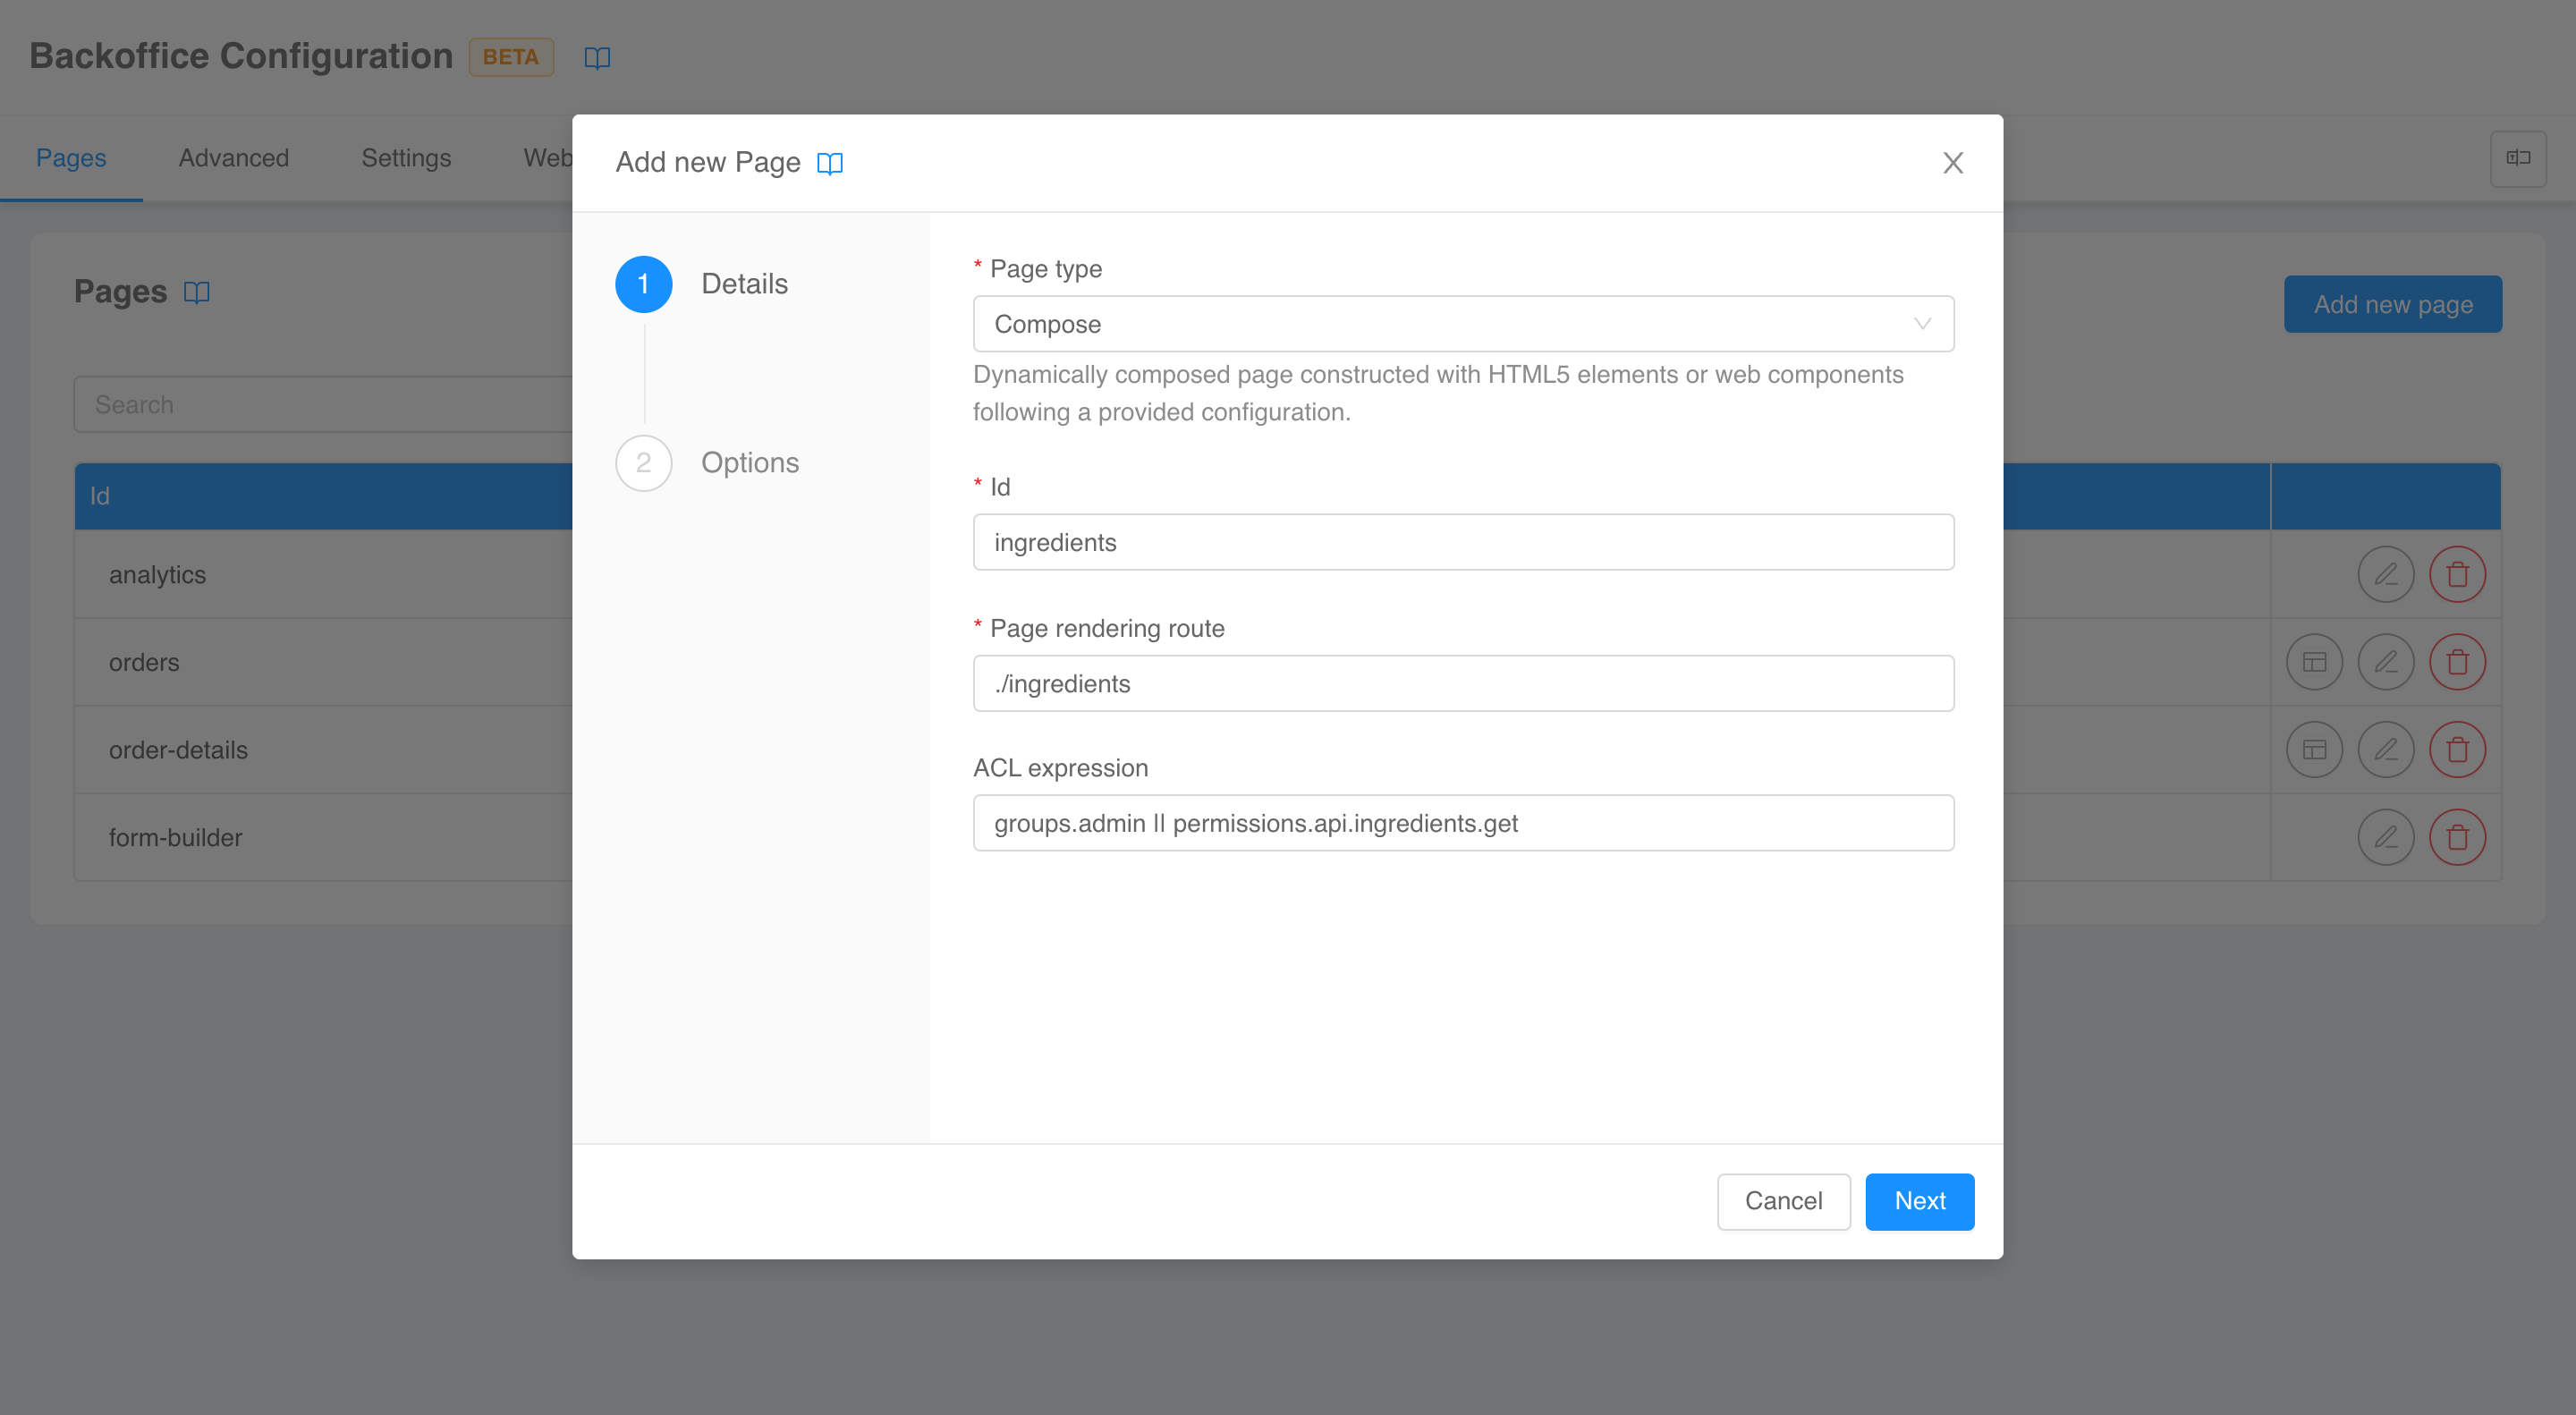 Backoffice Configuration BETA
Pages Advanced Settings Web
Pages
Add new page
Search
Id
analytics
orders
order-details
form-builder
Add new Page
1 Details
2 Options
* Page type
Compose
Dynamically composed page constructed with HTML5 elements or web components
following a provided configuration.
* Id
ingredients
* Page rendering route
./ingredients
ACL expression
groups.admin || permissions.api.ingredients.get
Cancel Next